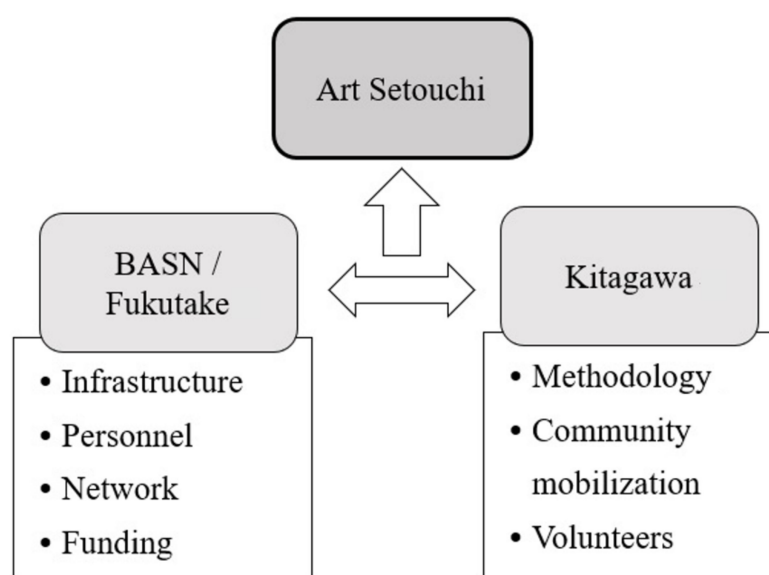 Art Setouchi
BASN /
Fukutake
Kitagawa
• Infrastructure
• Personnel
• Network
• Funding
• Methodology
• Community
mobilization
• Volunteers